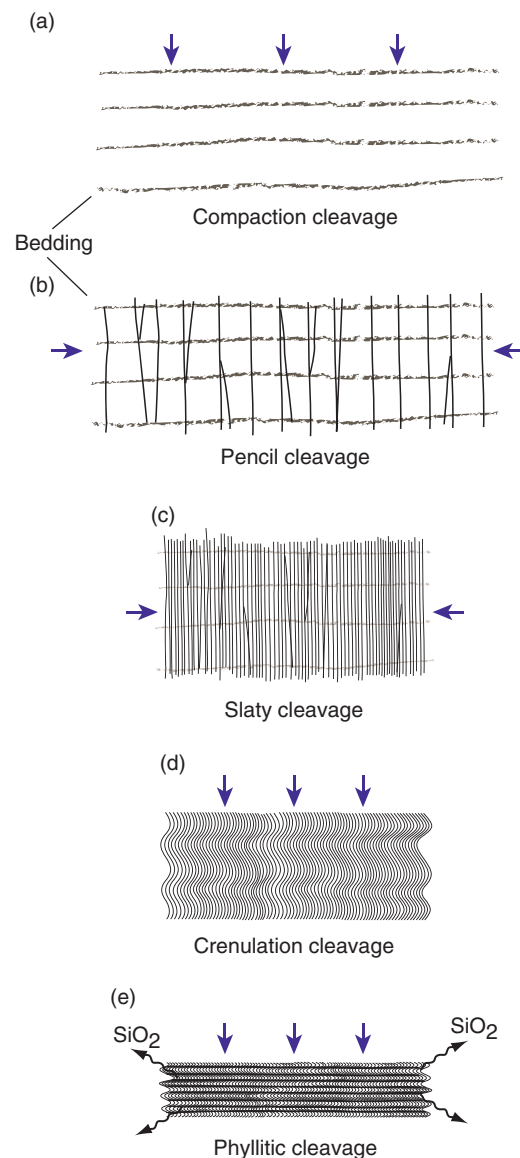 (a)
Compaction cleavage
Bedding
(b)
Pencil cleavage
(c)
Slaty cleavage
(d)
Crenulation cleavage
(e)
SiO₂
SiO₂
Phyllitic cleavage